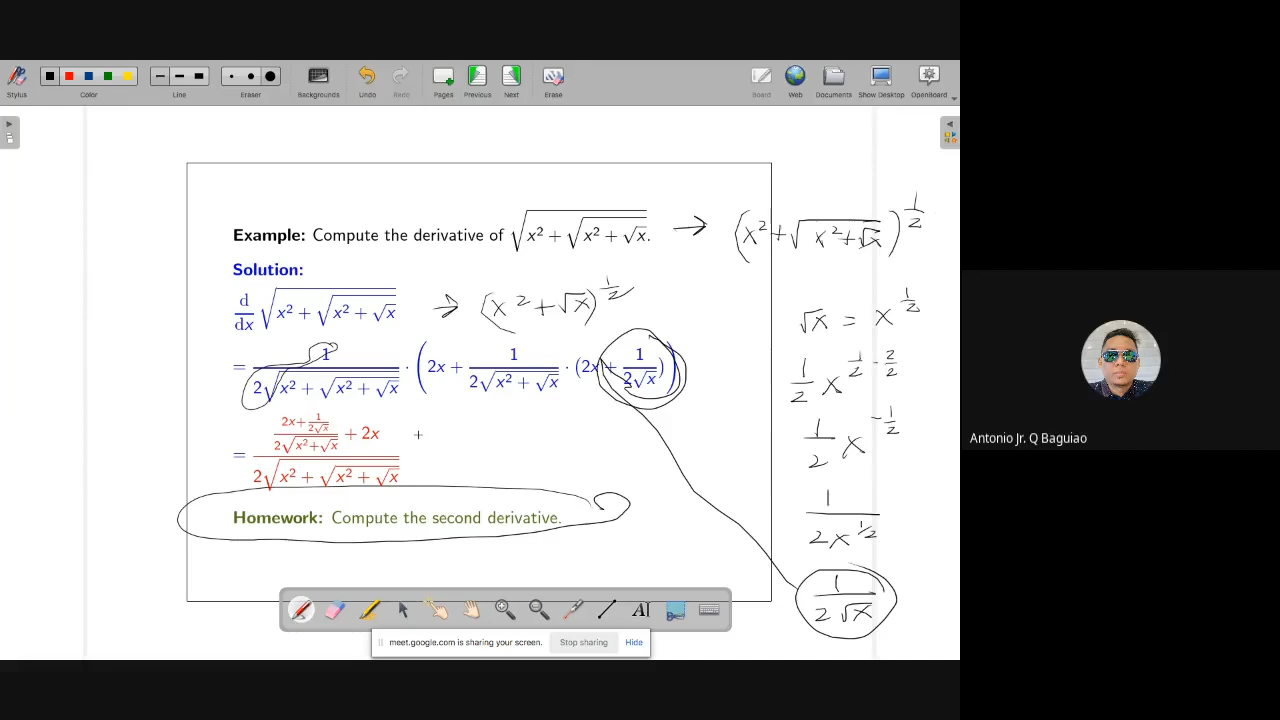 Stylus Color Line Eraser Backgrounds Undo Redo Pages Previous Next Erase Board Web Documents Show Desktop OpenBoard
Example: Compute the derivative of √(x² + √(x² + √x)). → (x² + √(x² + √x))^(1/2)
Solution:
d/dx √(x² + √(x² + √x)) → (x² + √x)^(1/2)
= 1/(2√(x² + √(x² + √x))) · (2x + 1/(2√(x² + √x)) · (2x + 1/(2√x)))
= ((2x + 1/(2√x))/(2√(x² + √x)) + 2x)/(2√(x² + √(x² + √x)))
Homework: Compute the second derivative.
√x = x^(1/2)
1/2 x^(1/2 - 2/2)
1/2 x^(-1/2)
1/(2x^(1/2))
1/(2√x)
meet.google.com is sharing your screen. Stop sharing Hide
Antonio Jr. Q Baguiao